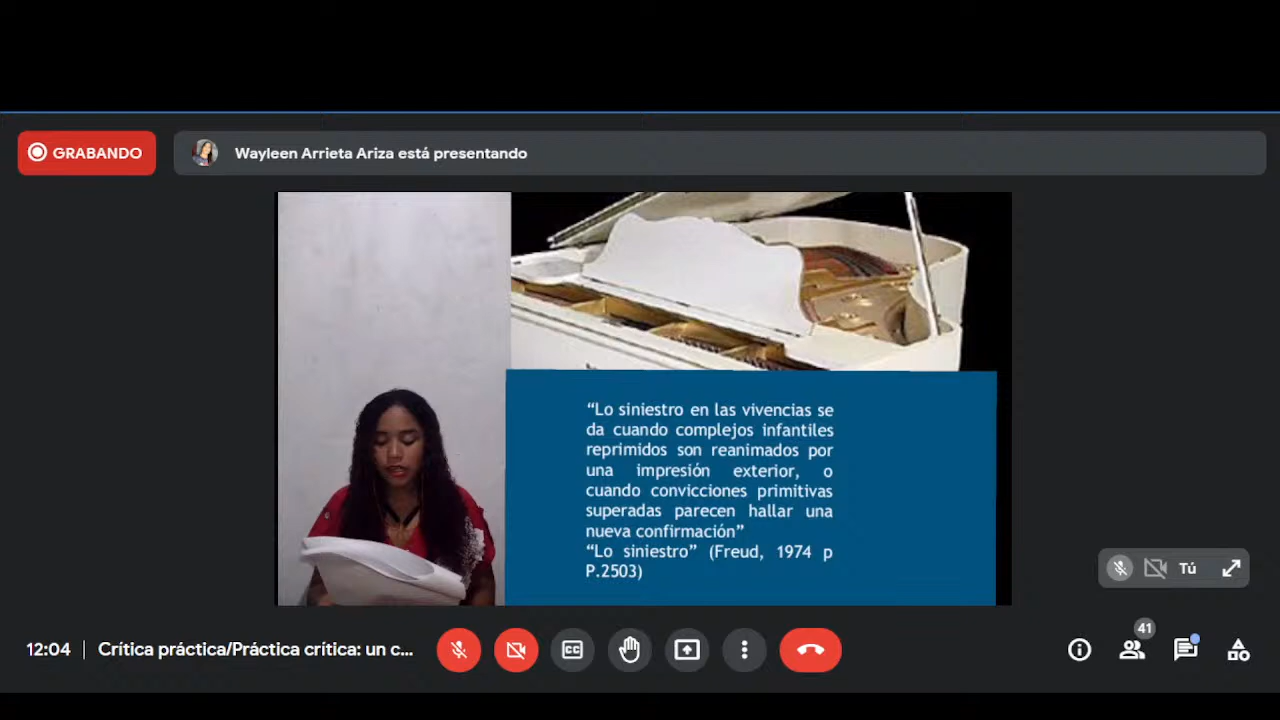 GRABANDO
Wayleen Arrieta Ariza está presentando
“Lo siniestro en las vivencias se
da cuando complejos infantiles
reprimidos son reanimados por
una impresión exterior, o
cuando convicciones primitivas
superadas parecen hallar una
nueva confirmación”
“Lo siniestro” (Freud, 1974 p
P.2503)
Tú
12:04
Crítica práctica/Práctica crítica: un c...
CC
41